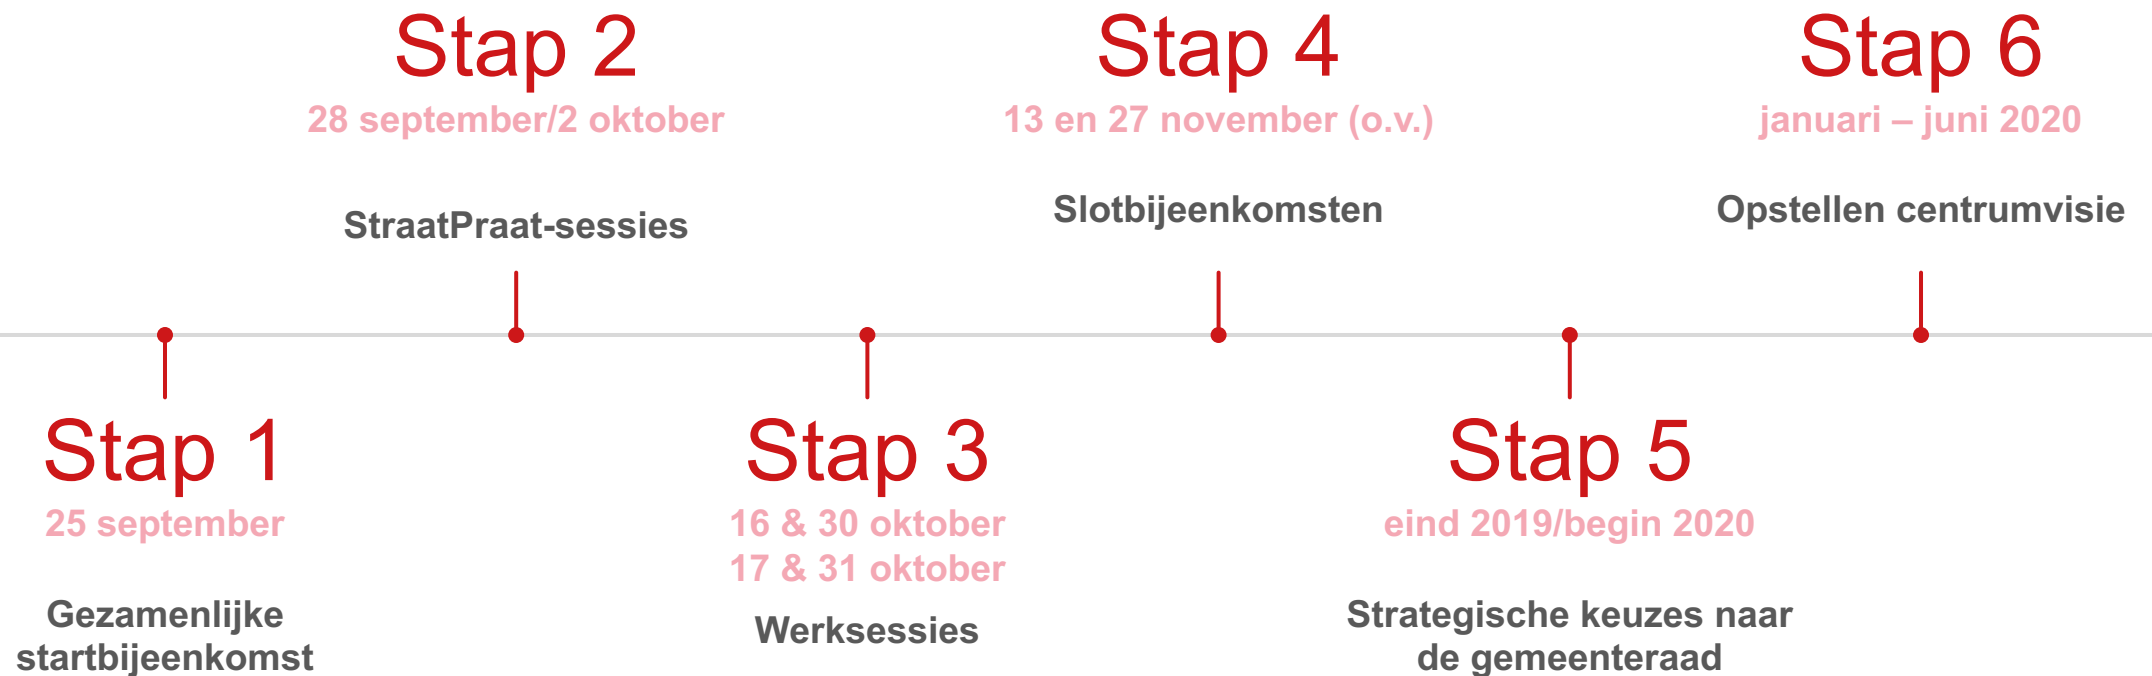 Stap 1
25 september
Gezamenlijke
startbijeenkomst
Stap 2
28 september/2 oktober
StraatPraat-sessies
Stap 3
16 & 30 oktober
17 & 31 oktober
Werksessies
Stap 4
13 en 27 november (o.v.)
Slotbijeenkomsten
Stap 5
eind 2019/begin 2020
Strategische keuzes naar
de gemeenteraad
Stap 6
januari – juni 2020
Opstellen centrumvisie